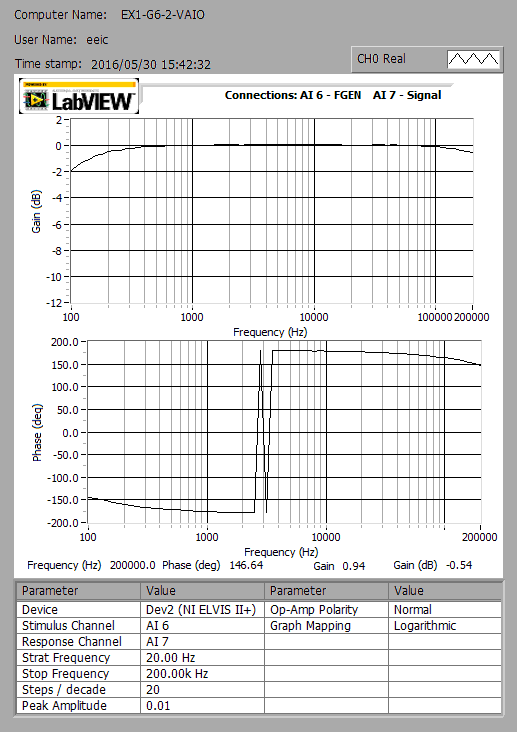 Computer Name: EX1-G6-2-VAIO
User Name: eeic
Time stamp: 2016/05/30 15:42:32
CH0 Real
LabVIEW
Connections: AI 6 - FGEN AI 7 - Signal
2
0
-2
-4
-6
-8
-10
-12
Gain (dB)
100 1000 10000 100000 200000
Frequency (Hz)
200.0
150.0
100.0
50.0
0.0
-50.0
-100.0
-150.0
-200.0
Phase (deg)
100 1000 10000 200000
Frequency (Hz)
Frequency (Hz) 200000.0 Phase (deg) 146.64 Gain 0.94 Gain (dB) -0.54
Parameter Value Parameter Value
Device Dev2 (NI ELVIS II+) Op-Amp Polarity Normal
Stimulus Channel AI 6 Graph Mapping Logarithmic
Response Channel AI 7
Strat Frequency 20.00 Hz
Stop Frequency 200.00k Hz
Steps / decade 20
Peak Amplitude 0.01